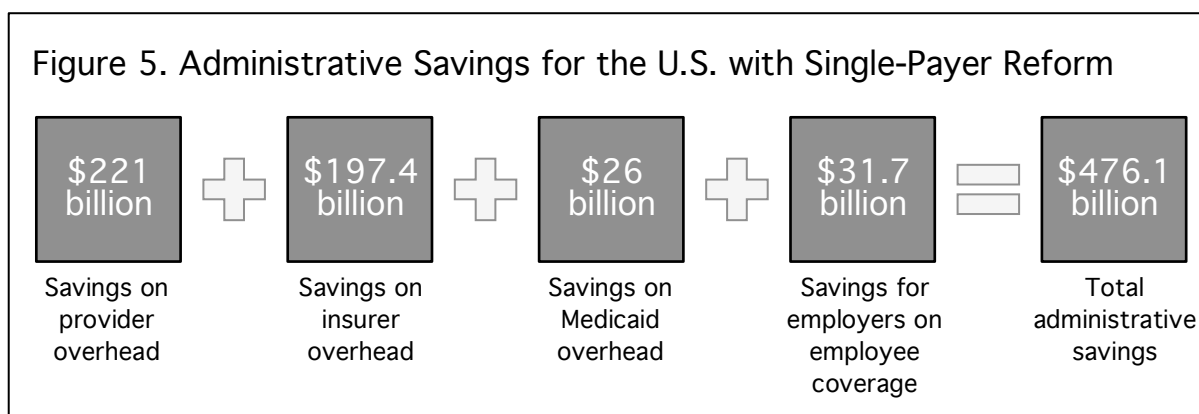 Figure 5. Administrative Savings for the U.S. with Single-Payer Reform
$221
billion
$197.4
billion
$26
billion
$31.7
billion
$476.1
billion
Savings on
provider
overhead
Savings on
insurer
overhead
Savings on
Medicaid
overhead
Savings for
employers on
employee
coverage
Total
administrative
savings